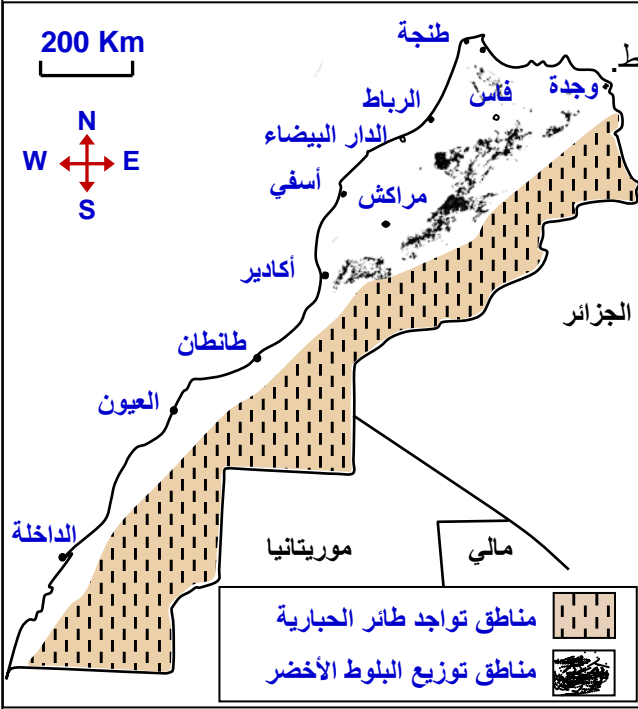 200 Km
N
W E
S
طنجة
ط.
وجدة
فاس
الرباط
الدار البيضاء
أسفي
مراكش
أكادير
الجزائر
طانطان
العيون
الداخلة
موريتانيا
مالي
مناطق تواجد طائر الحبارية
مناطق توزيع البلوط الأخضر